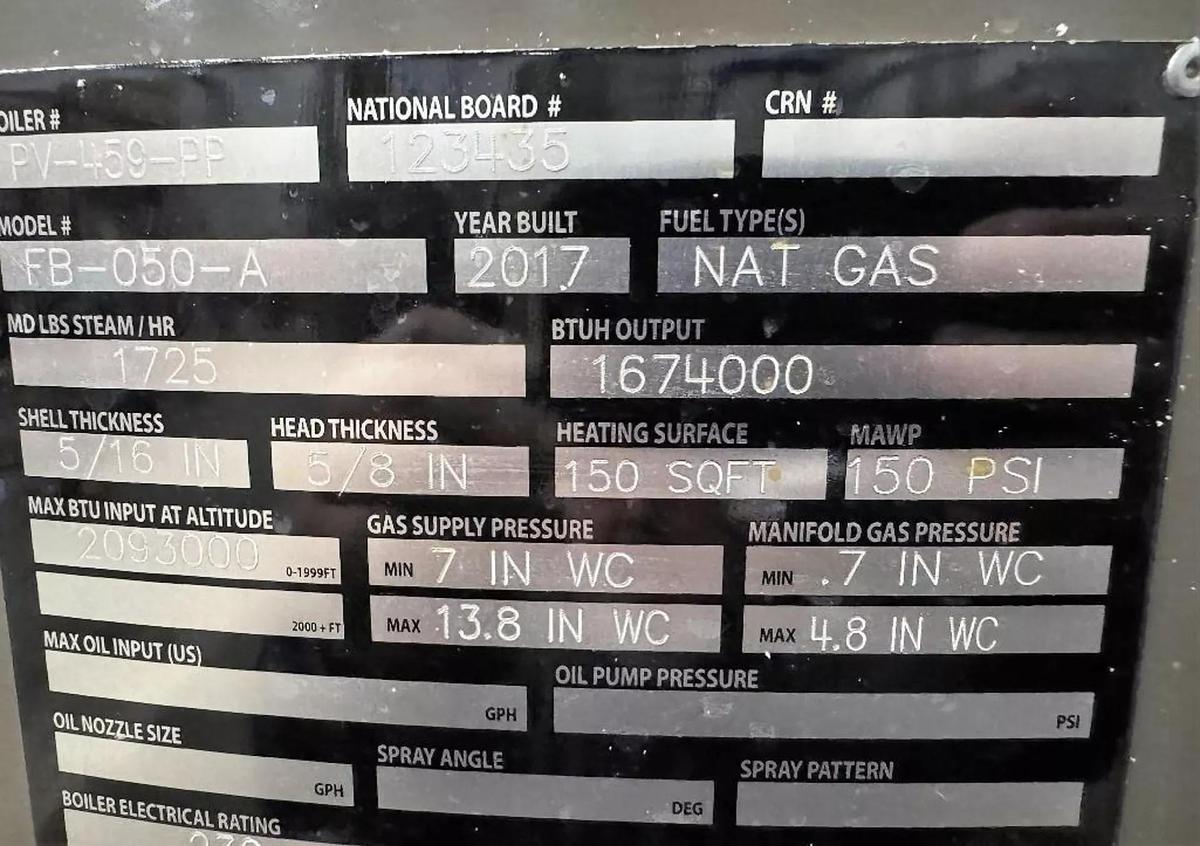 OILER # NATIONAL BOARD # CRN #
PV-459-FP 123435
MODEL # YEAR BUILT FUEL TYPE(S)
FB-050-A 2017 NAT GAS
MD LBS STEAM / HR BTUH OUTPUT
1725 1674000
SHELL THICKNESS HEAD THICKNESS HEATING SURFACE MAWP
5/16 IN 5/8 IN 150 SQFT 150 PSI
MAX BTU INPUT AT ALTITUDE GAS SUPPLY PRESSURE MANIFOLD GAS PRESSURE
2093000 0-1999FT MIN 7 IN WC MIN .7 IN WC
2000 + FT MAX 13.8 IN WC MAX 4.8 IN WC
MAX OIL INPUT (US) OIL PUMP PRESSURE
GPH PSI
OIL NOZZLE SIZE SPRAY ANGLE SPRAY PATTERN
GPH DEG
BOILER ELECTRICAL RATING